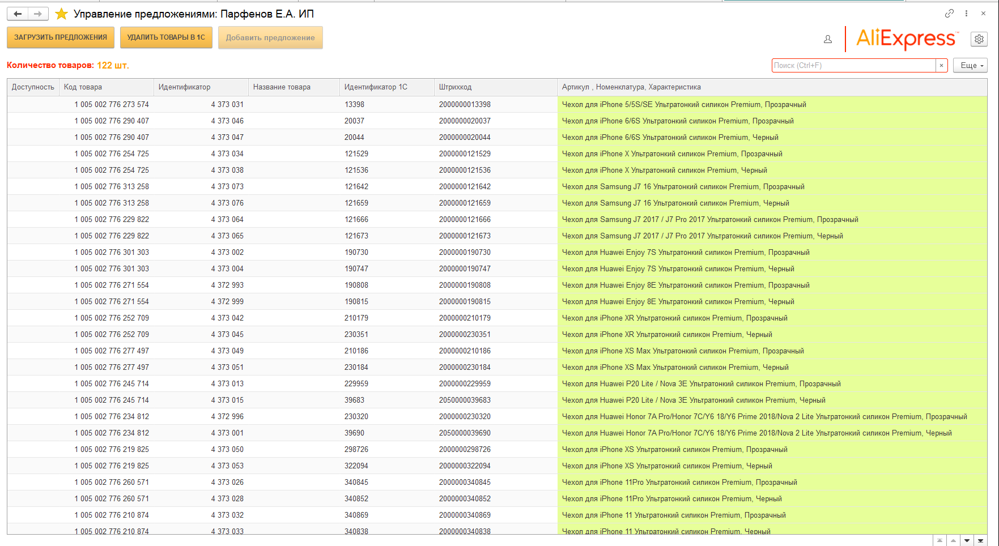 Управление предложениями: Парфенов Е.А. ИП
ЗАГРУЗИТЬ ПРЕДЛОЖЕНИЯ УДАЛИТЬ ТОВАРЫ В 1С Добавить предложение
AliExpress™
Количество товаров: 122 шт.
Поиск (Ctrl+F) × Еще
Доступность Код товара Идентификатор Название товара Идентификатор 1С Штрихкод Артикул , Номенклатура, Характеристика
1 005 002 776 273 574 4 373 031 13398 2000000013398 Чехол для iPhone 5/5S/SE Ультратонкий силикон Premium, Прозрачный
1 005 002 776 290 407 4 373 046 20037 2000000020037 Чехол для iPhone 6/6S Ультратонкий силикон Premium, Прозрачный
1 005 002 776 290 407 4 373 047 20044 2000000020044 Чехол для iPhone 6/6S Ультратонкий силикон Premium, Черный
1 005 002 776 254 725 4 373 034 121529 2000000121529 Чехол для iPhone X Ультратонкий силикон Premium, Прозрачный
1 005 002 776 254 725 4 373 038 121536 2000000121536 Чехол для iPhone X Ультратонкий силикон Premium, Черный
1 005 002 776 313 258 4 373 073 121642 2000000121642 Чехол для Samsung J7 16 Ультратонкий силикон Premium, Прозрачный
1 005 002 776 313 258 4 373 076 121659 2000000121659 Чехол для Samsung J7 16 Ультратонкий силикон Premium, Черный
1 005 002 776 229 822 4 373 064 121666 2000000121666 Чехол для Samsung J7 2017 / J7 Pro 2017 Ультратонкий силикон Premium, Прозрачный
1 005 002 776 229 822 4 373 065 121673 2000000121673 Чехол для Samsung J7 2017 / J7 Pro 2017 Ультратонкий силикон Premium, Черный
1 005 002 776 301 303 4 373 002 190730 2000000190730 Чехол для Huawei Enjoy 7S Ультратонкий силикон Premium, Прозрачный
1 005 002 776 301 303 4 373 004 190747 2000000190747 Чехол для Huawei Enjoy 7S Ультратонкий силикон Premium, Черный
1 005 002 776 271 554 4 372 993 190808 2000000190808 Чехол для Huawei Enjoy 8E Ультратонкий силикон Premium, Прозрачный
1 005 002 776 271 554 4 372 999 190815 2000000190815 Чехол для Huawei Enjoy 8E Ультратонкий силикон Premium, Черный
1 005 002 776 252 709 4 373 042 210179 2000000210179 Чехол для iPhone XR Ультратонкий силикон Premium, Прозрачный
1 005 002 776 252 709 4 373 045 230351 2000000230351 Чехол для iPhone XR Ультратонкий силикон Premium, Черный
1 005 002 776 277 497 4 373 049 210186 2000000210186 Чехол для iPhone XS Max Ультратонкий силикон Premium, Прозрачный
1 005 002 776 277 497 4 373 051 230184 2000000230184 Чехол для iPhone XS Max Ультратонкий силикон Premium, Черный
1 005 002 776 245 714 4 373 013 229959 2000000229959 Чехол для Huawei P20 Lite / Nova 3E Ультратонкий силикон Premium, Прозрачный
1 005 002 776 245 714 4 373 015 39683 2050000039683 Чехол для Huawei P20 Lite / Nova 3E Ультратонкий силикон Premium, Черный
1 005 002 776 234 812 4 372 996 230320 2000000230320 Чехол для Huawei Honor 7A Pro/Honor 7C/Y6 18/Y6 Prime 2018/Nova 2 Lite Ультратонкий силикон Premium, Прозрачный
1 005 002 776 234 812 4 373 001 39690 2050000039690 Чехол для Huawei Honor 7A Pro/Honor 7C/Y6 18/Y6 Prime 2018/Nova 2 Lite Ультратонкий силикон Premium, Черный
1 005 002 776 219 825 4 373 050 298726 2000000298726 Чехол для iPhone XS Ультратонкий силикон Premium, Прозрачный
1 005 002 776 219 825 4 373 053 322094 2000000322094 Чехол для iPhone XS Ультратонкий силикон Premium, Черный
1 005 002 776 260 571 4 373 026 340845 2000000340845 Чехол для iPhone 11Pro Ультратонкий силикон Premium, Прозрачный
1 005 002 776 260 571 4 373 028 340852 2000000340852 Чехол для iPhone 11Pro Ультратонкий силикон Premium, Черный
1 005 002 776 210 874 4 373 032 340869 2000000340869 Чехол для iPhone 11 Ультратонкий силикон Premium, Прозрачный
1 005 002 776 210 874 4 373 033 340838 2000000340838 Чехол для iPhone 11 Ультратонкий силикон Premium, Черный